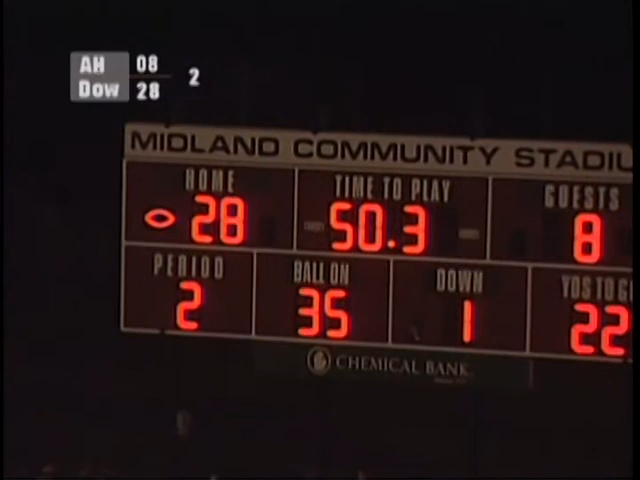 AH 08
Dow 28 2
MIDLAND COMMUNITY STADIU
HOME TIME TO PLAY GUESTS
28 50.3 8
PERIOD BALL ON DOWN YDS TO G
2 35 1 22
CHEMICAL BANK